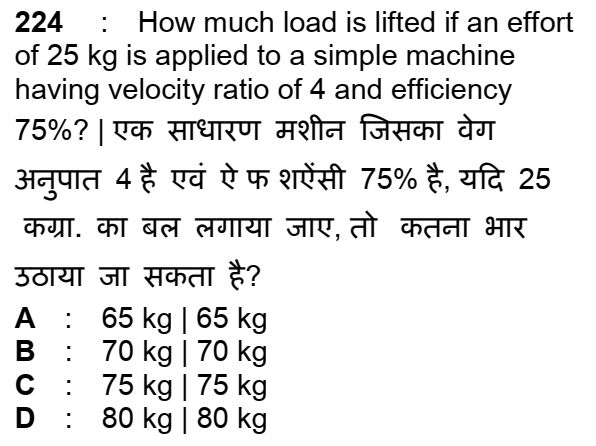 224 : How much load is lifted if an effort
of 25 kg is applied to a simple machine
having velocity ratio of 4 and efficiency
75%? | एक साधारण मशीन जिसका वेग
अनुपात 4 है एवं ऐ फ शऐंसी 75% है, यदि 25
कग्रा. का बल लगाया जाए, तो कतना भार
उठाया जा सकता है?
A : 65 kg | 65 kg
B : 70 kg | 70 kg
C : 75 kg | 75 kg
D : 80 kg | 80 kg